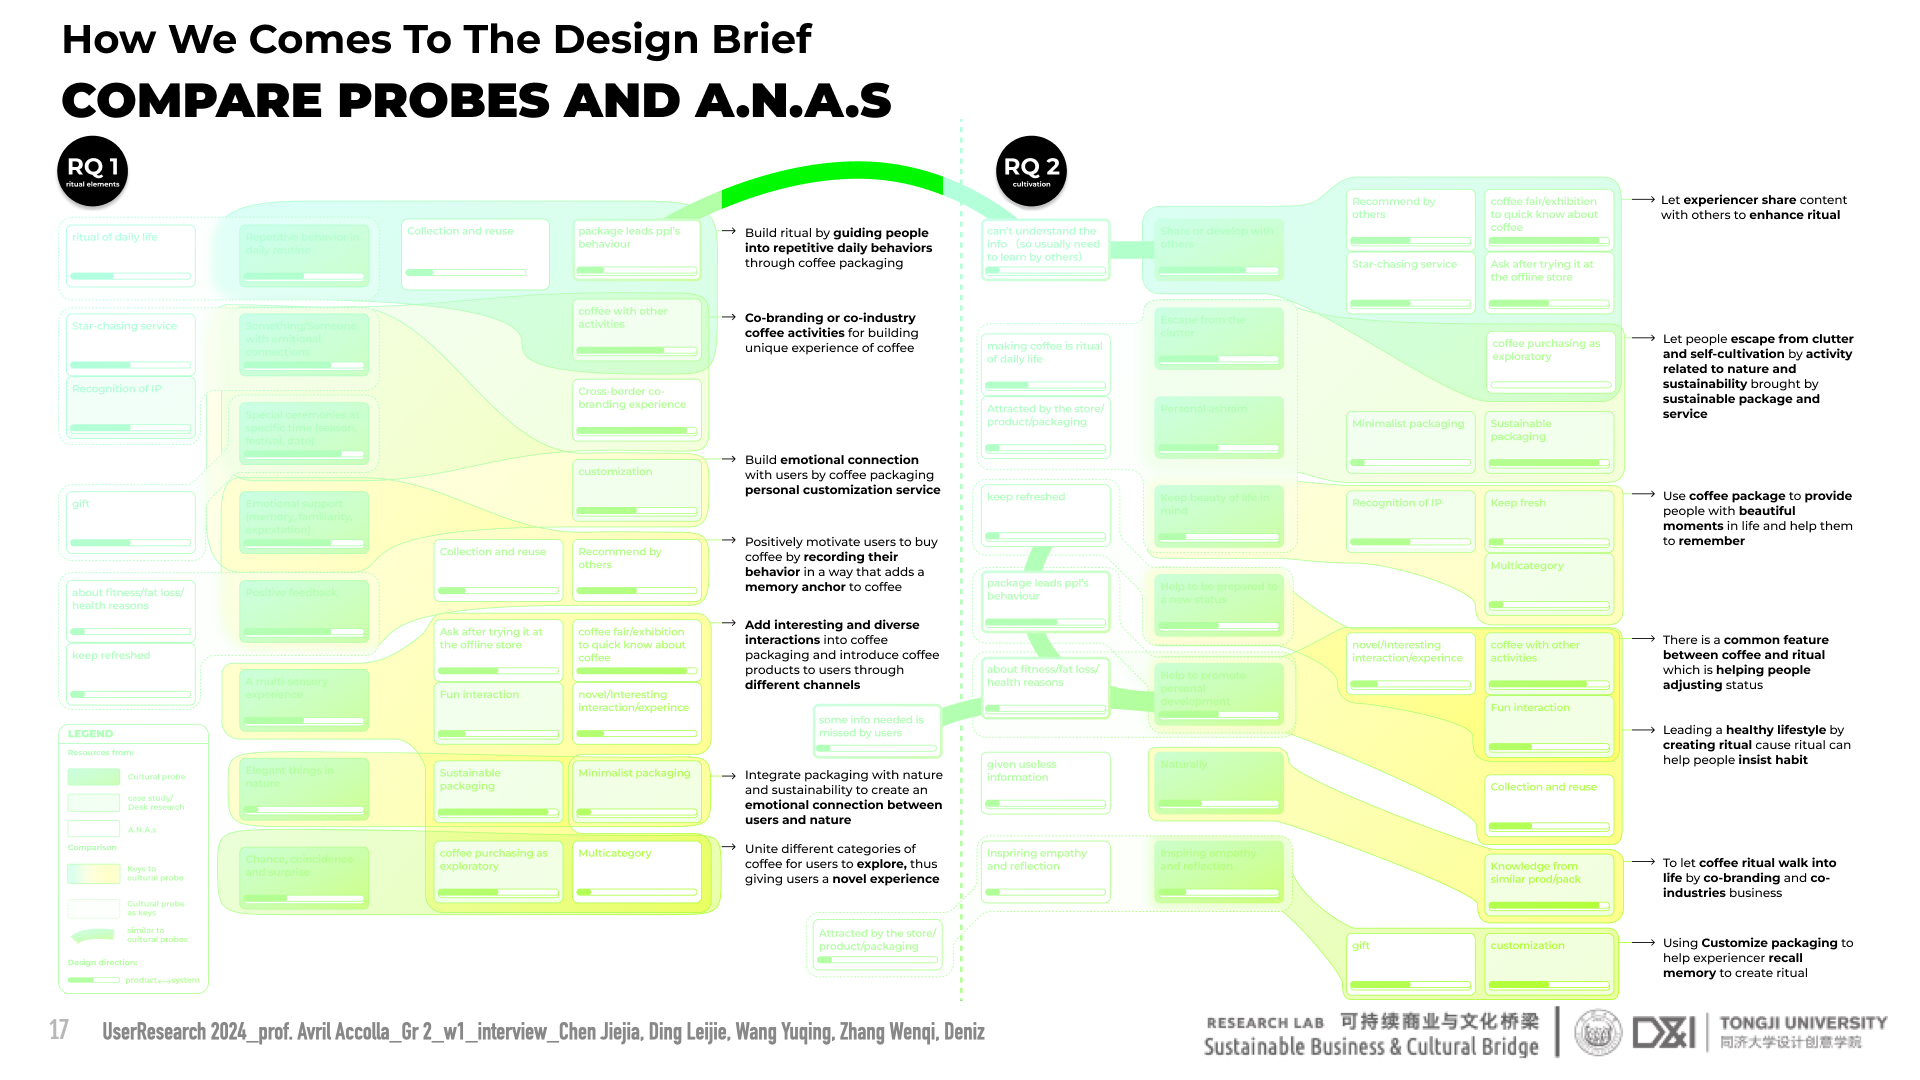 How We Comes To The Design Brief
COMPARE PROBES AND A.N.A.S
RQ 1
ritual elements
ritual of daily life
Repetitive behavior in
daily routine
Collection and reuse
package leads ppl's
behaviour
Build ritual by guiding people
into repetitive daily behaviors
through coffee packaging
Star-chasing service
Something/Someone
with emotional
connections
coffee with other
activities
Co-branding or co-industry
coffee activities for building
unique experience of coffee
Recognition of IP
Special ceremonies at
specific time (season,
festival, dose)
Cross-border co-
branding experience
customization
Build emotional connection
with users by coffee packaging
personal customization service
gift
Emotional support
(memory, familiarity,
expextation)
Collection and reuse
Recommend by
others
Positively motivate users to buy
coffee by recording their
behavior in a way that adds a
memory anchor to coffee
about fitness/fat loss/
health reasons
Positive feedback
keep refreshed
Ask after trying it at
the offline store
coffee fair/exhibition
to quick know about
coffee
Add interesting and diverse
interactions into coffee
packaging and introduce coffee
products to users through
different channels
A multi-sensory
experience
Fun interaction
novel/Interesting
interaction/experince
Elegant things in
nature
Sustainable
packaging
Minimalist packaging
Integrate packaging with nature
and sustainability to create an
emotional connection between
users and nature
Chance, coincidence
and surprise
coffee purchasing as
exploratory
Multicategory
Unite different categories of
coffee for users to explore, thus
giving users a novel experience
LEGEND
Resources from:
Cultural probe
case study/
Desk research
A.N.A.s
Comparison
Keys to
cultural probe
Cultural probe
as keys
similar to
cultural probes
Design direction:
product⟷system
RQ 2
cultivation
can't understand the
info （so usually need
to learn by others）
Share or develop with
others
Recommend by
others
coffee fair/exhibition
to quick know about
coffee
Star-chasing service
Ask after trying it at
the offline store
Let experiencer share content
with others to enhance ritual
making coffee is ritual
of daily life
Escape from the
clutter
coffee purchasing as
exploratory
Let people escape from clutter
and self-cultivation by activity
related to nature and
sustainability brought by
sustainable package and
service
Attracted by the store/
product/packaging
Personal ashram
Minimalist packaging
Sustainable
packaging
keep refreshed
Keep beauty of life in
mind
Recognition of IP
Keep fresh
Multicategory
Use coffee package to provide
people with beautiful
moments in life and help them
to remember
package leads ppl's
behaviour
Help to be prepared to
a new status
novel/Interesting
interaction/experince
coffee with other
activities
There is a common feature
between coffee and ritual
which is helping people
adjusting status
about fitness/fat loss/
health reasons
Help to promote
personal
development
Fun interaction
Leading a healthy lifestyle by
creating ritual cause ritual can
help people insist habit
some info needed is
missed by users
given useless
information
Naturally
Collection and reuse
Inspriring empathy
and reflection
Inspriring empathy
and reflection
Knowledge from
similar prod/pack
To let coffee ritual walk into
life by co-branding and co-
industries business
Attracted by the store/
product/packaging
gift
customization
Using Customize packaging to
help experiencer recall
memory to create ritual
17
UserResearch 2024_prof. Avril Accolla_Gr 2_w1_interview_Chen Jiejia, Ding Leijie, Wang Yuqing, Zhang Wenqi, Deniz
RESEARCH LAB 可持续商业与文化桥梁
Sustainable Business & Cultural Bridge
D&I
TONGJI UNIVERSITY
同济大学设计创意学院